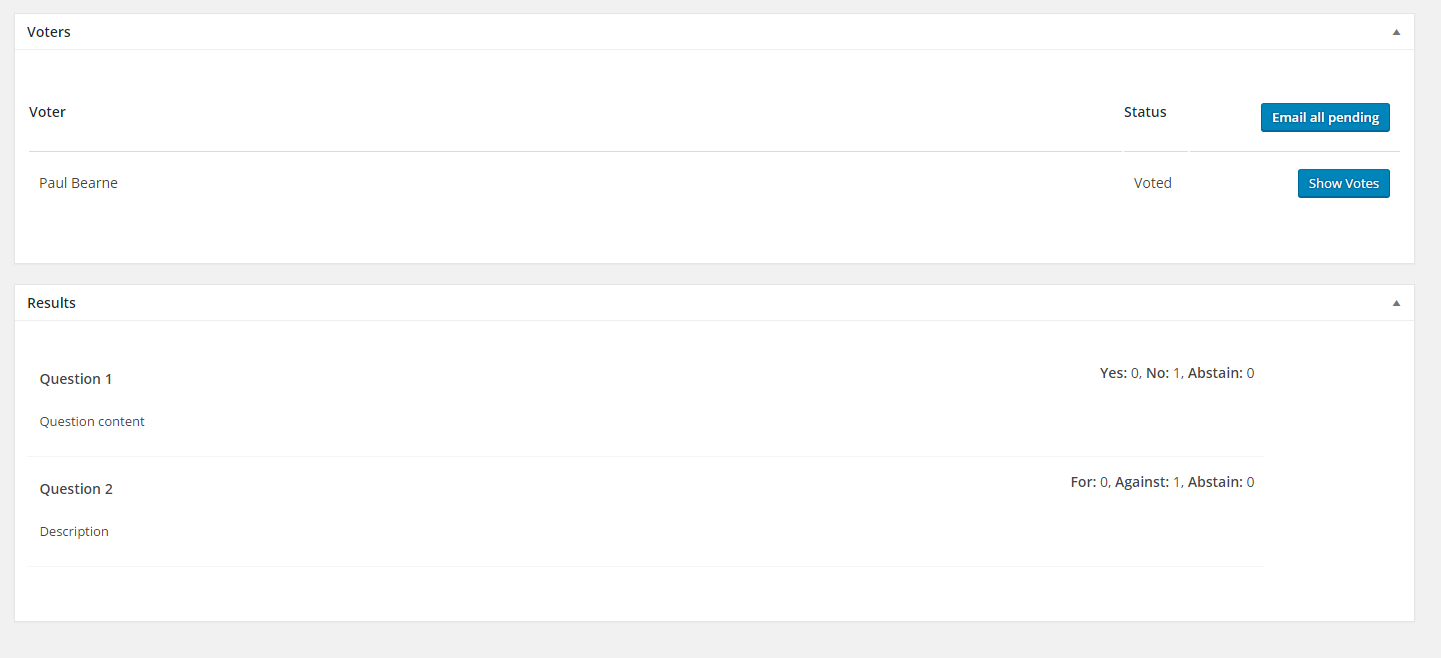 Voters
Voter Status Email all pending
Paul Bearne Voted Show Votes
Results
Question 1 Yes: 0, No: 1, Abstain: 0
Question content
Question 2 For: 0, Against: 1, Abstain: 0
Description